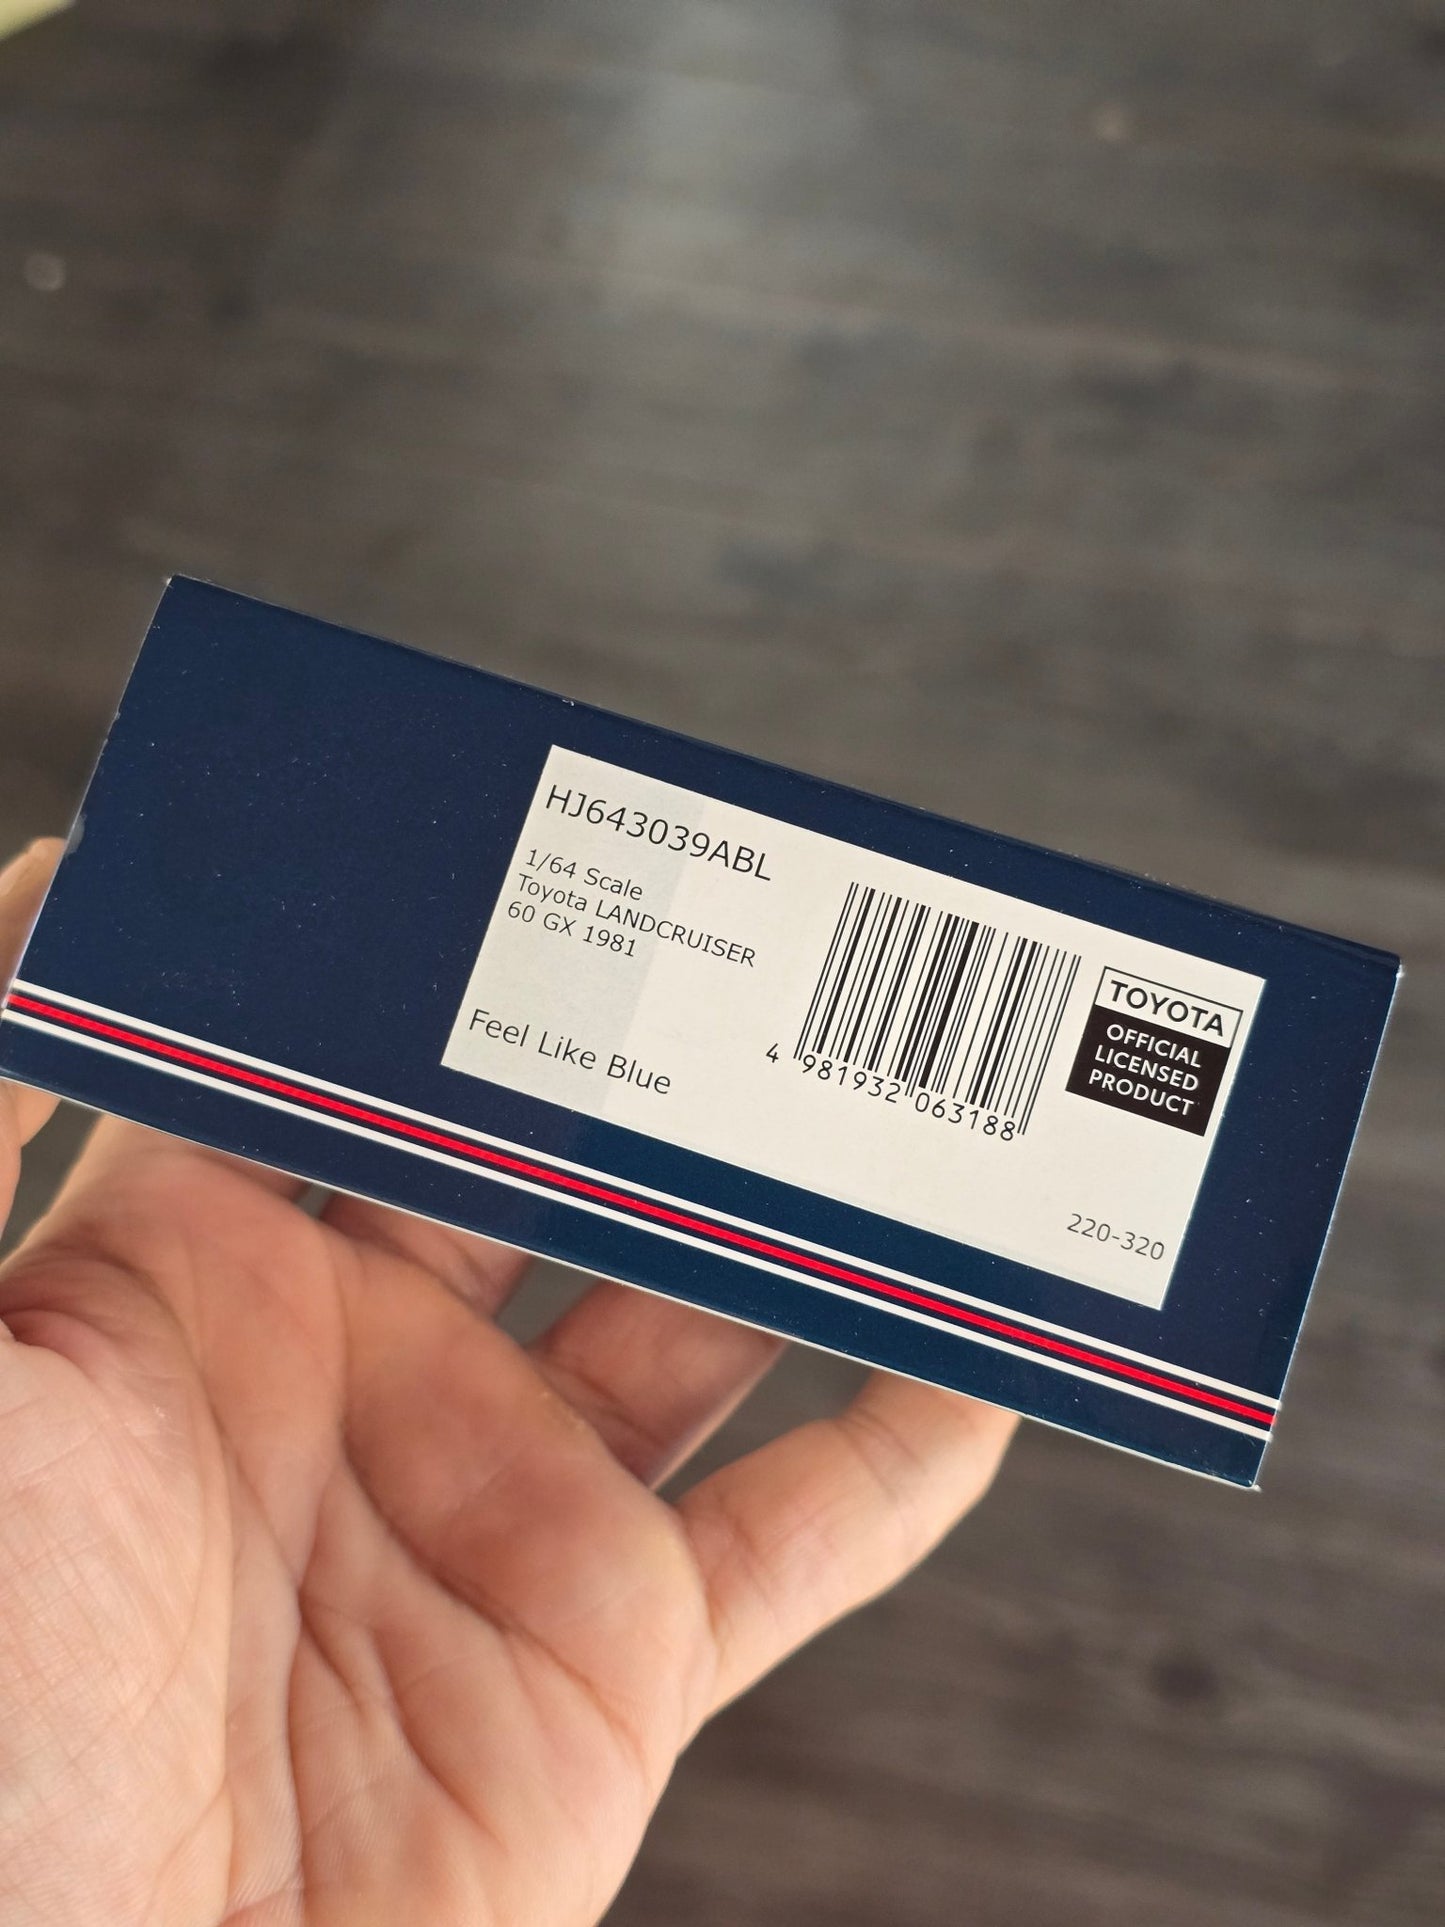 HJ643039ABL
1/64 Scale
Toyota LANDCRUISER
60 GX 1981
Feel Like Blue
4 981932 063188
TOYOTA
OFFICIAL
LICENSED
PRODUCT
220-320